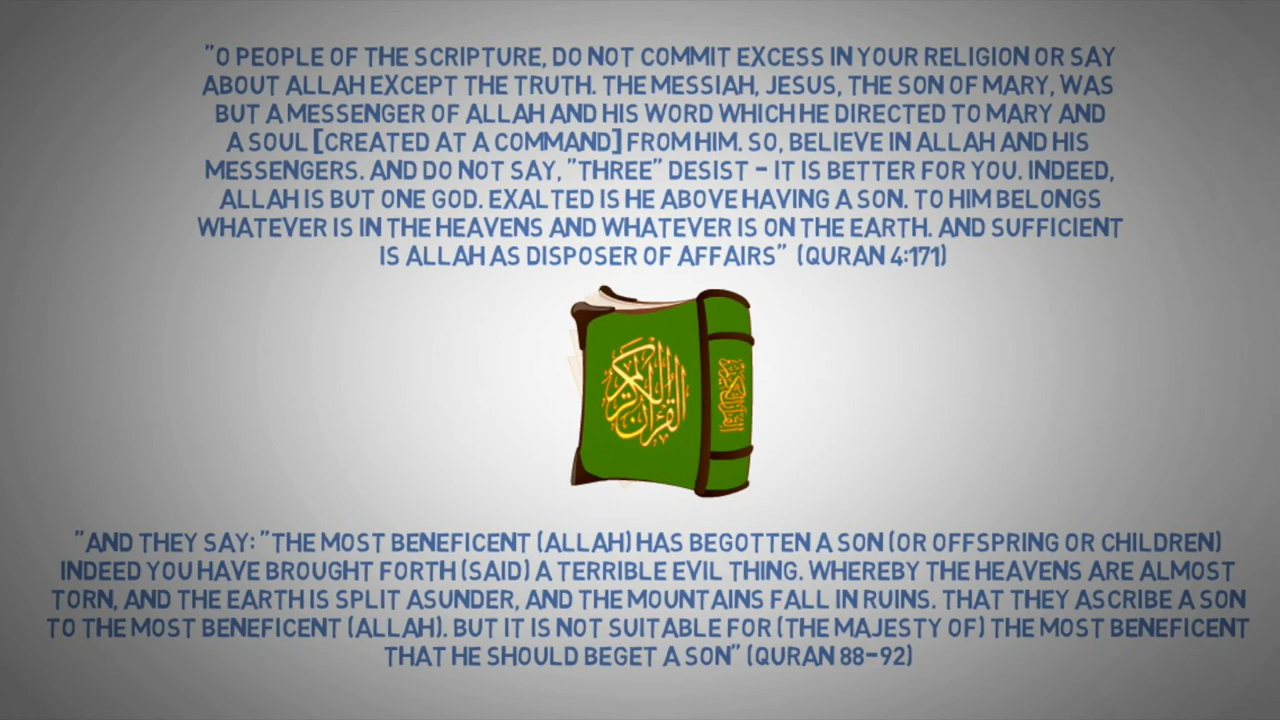 "O PEOPLE OF THE SCRIPTURE, DO NOT COMMIT EXCESS IN YOUR RELIGION OR SAY
ABOUT ALLAH EXCEPT THE TRUTH. THE MESSIAH, JESUS, THE SON OF MARY, WAS
BUT A MESSENGER OF ALLAH AND HIS WORD WHICH HE DIRECTED TO MARY AND
A SOUL [CREATED AT A COMMAND] FROM HIM. SO, BELIEVE IN ALLAH AND HIS
MESSENGERS. AND DO NOT SAY, "THREE" DESIST - IT IS BETTER FOR YOU. INDEED,
ALLAH IS BUT ONE GOD. EXALTED IS HE ABOVE HAVING A SON. TO HIM BELONGS
WHATEVER IS IN THE HEAVENS AND WHATEVER IS ON THE EARTH. AND SUFFICIENT
IS ALLAH AS DISPOSER OF AFFAIRS" (QURAN 4:171)
القرآن الكريم
القرآن الكريم
"AND THEY SAY: "THE MOST BENEFICENT (ALLAH) HAS BEGOTTEN A SON (OR OFFSPRING OR CHILDREN)
INDEED YOU HAVE BROUGHT FORTH (SAID) A TERRIBLE EVIL THING. WHEREBY THE HEAVENS ARE ALMOST
TORN, AND THE EARTH IS SPLIT ASUNDER, AND THE MOUNTAINS FALL IN RUINS. THAT THEY ASCRIBE A SON
TO THE MOST BENEFICENT (ALLAH). BUT IT IS NOT SUITABLE FOR (THE MAJESTY OF) THE MOST BENEFICENT
THAT HE SHOULD BEGET A SON" (QURAN 88-92)